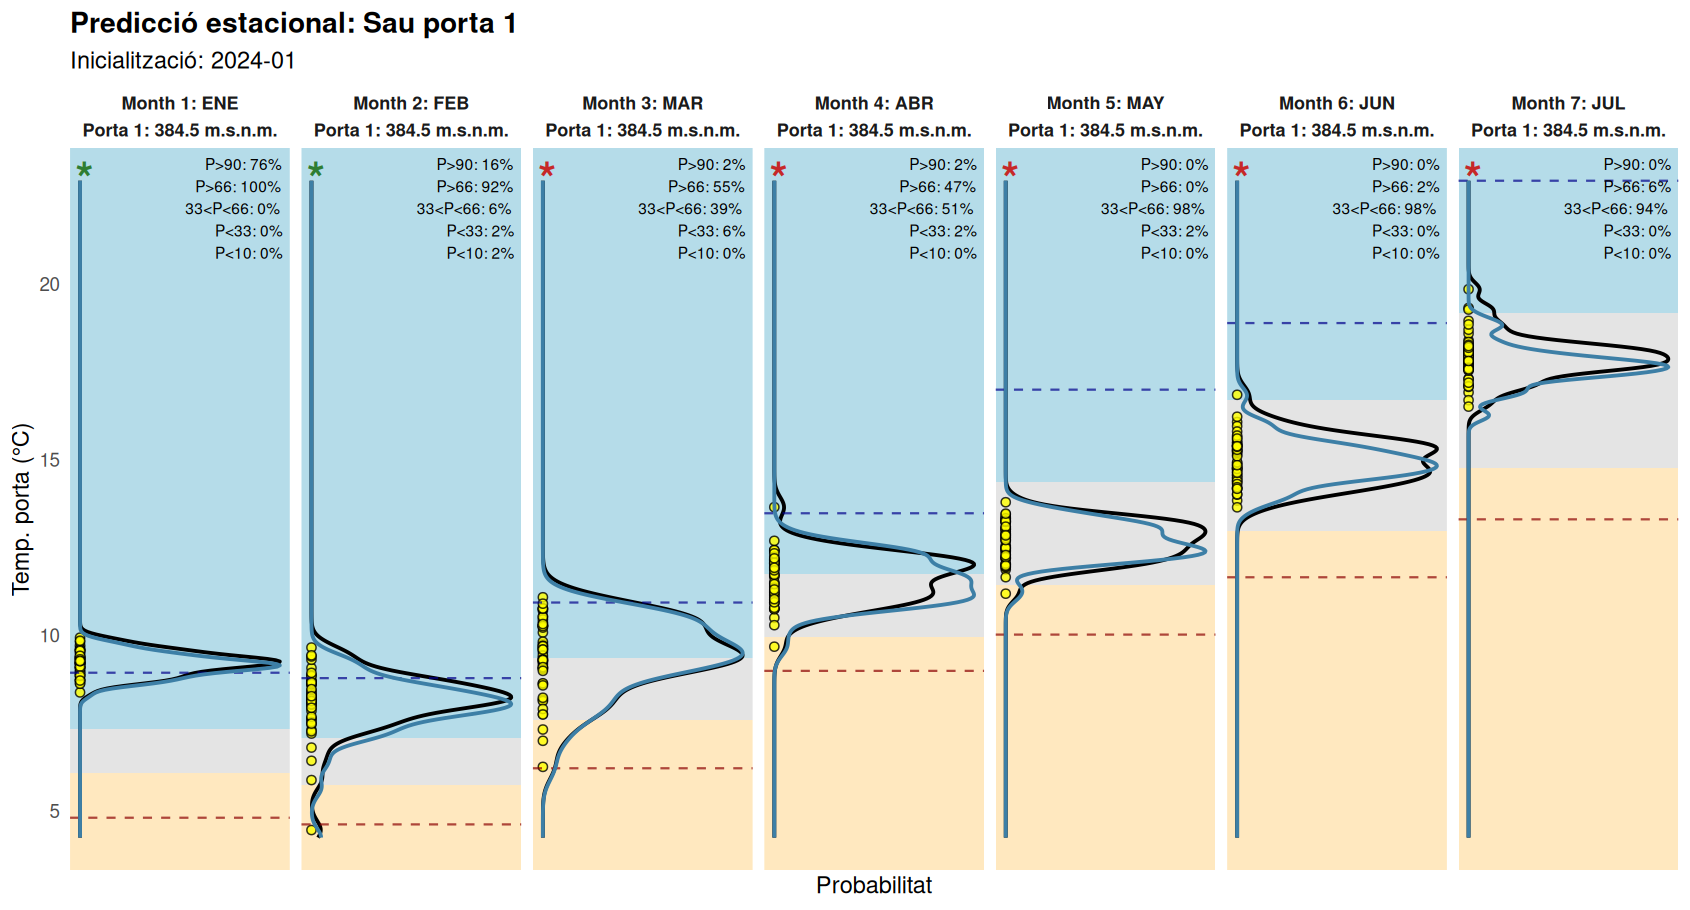 Predicció estacional: Sau porta 1
Inicialització: 2024-01
Month 1: ENE
Porta 1: 384.5 m.s.n.m.
*
P>90: 76%
P>66: 100%
33<P<66: 0%
P<33: 0%
P<10: 0%
Month 2: FEB
Porta 1: 384.5 m.s.n.m.
*
P>90: 16%
P>66: 92%
33<P<66: 6%
P<33: 2%
P<10: 2%
Month 3: MAR
Porta 1: 384.5 m.s.n.m.
*
P>90: 2%
P>66: 55%
33<P<66: 39%
P<33: 6%
P<10: 0%
Month 4: ABR
Porta 1: 384.5 m.s.n.m.
*
P>90: 2%
P>66: 47%
33<P<66: 51%
P<33: 2%
P<10: 0%
Month 5: MAY
Porta 1: 384.5 m.s.n.m.
*
P>90: 0%
P>66: 0%
33<P<66: 98%
P<33: 2%
P<10: 0%
Month 6: JUN
Porta 1: 384.5 m.s.n.m.
*
P>90: 0%
P>66: 2%
33<P<66: 98%
P<33: 0%
P<10: 0%
Month 7: JUL
Porta 1: 384.5 m.s.n.m.
*
P>90: 0%
P>66: 6%
33<P<66: 94%
P<33: 0%
P<10: 0%
Temp. porta (°C)
20
15
10
5
Probabilitat